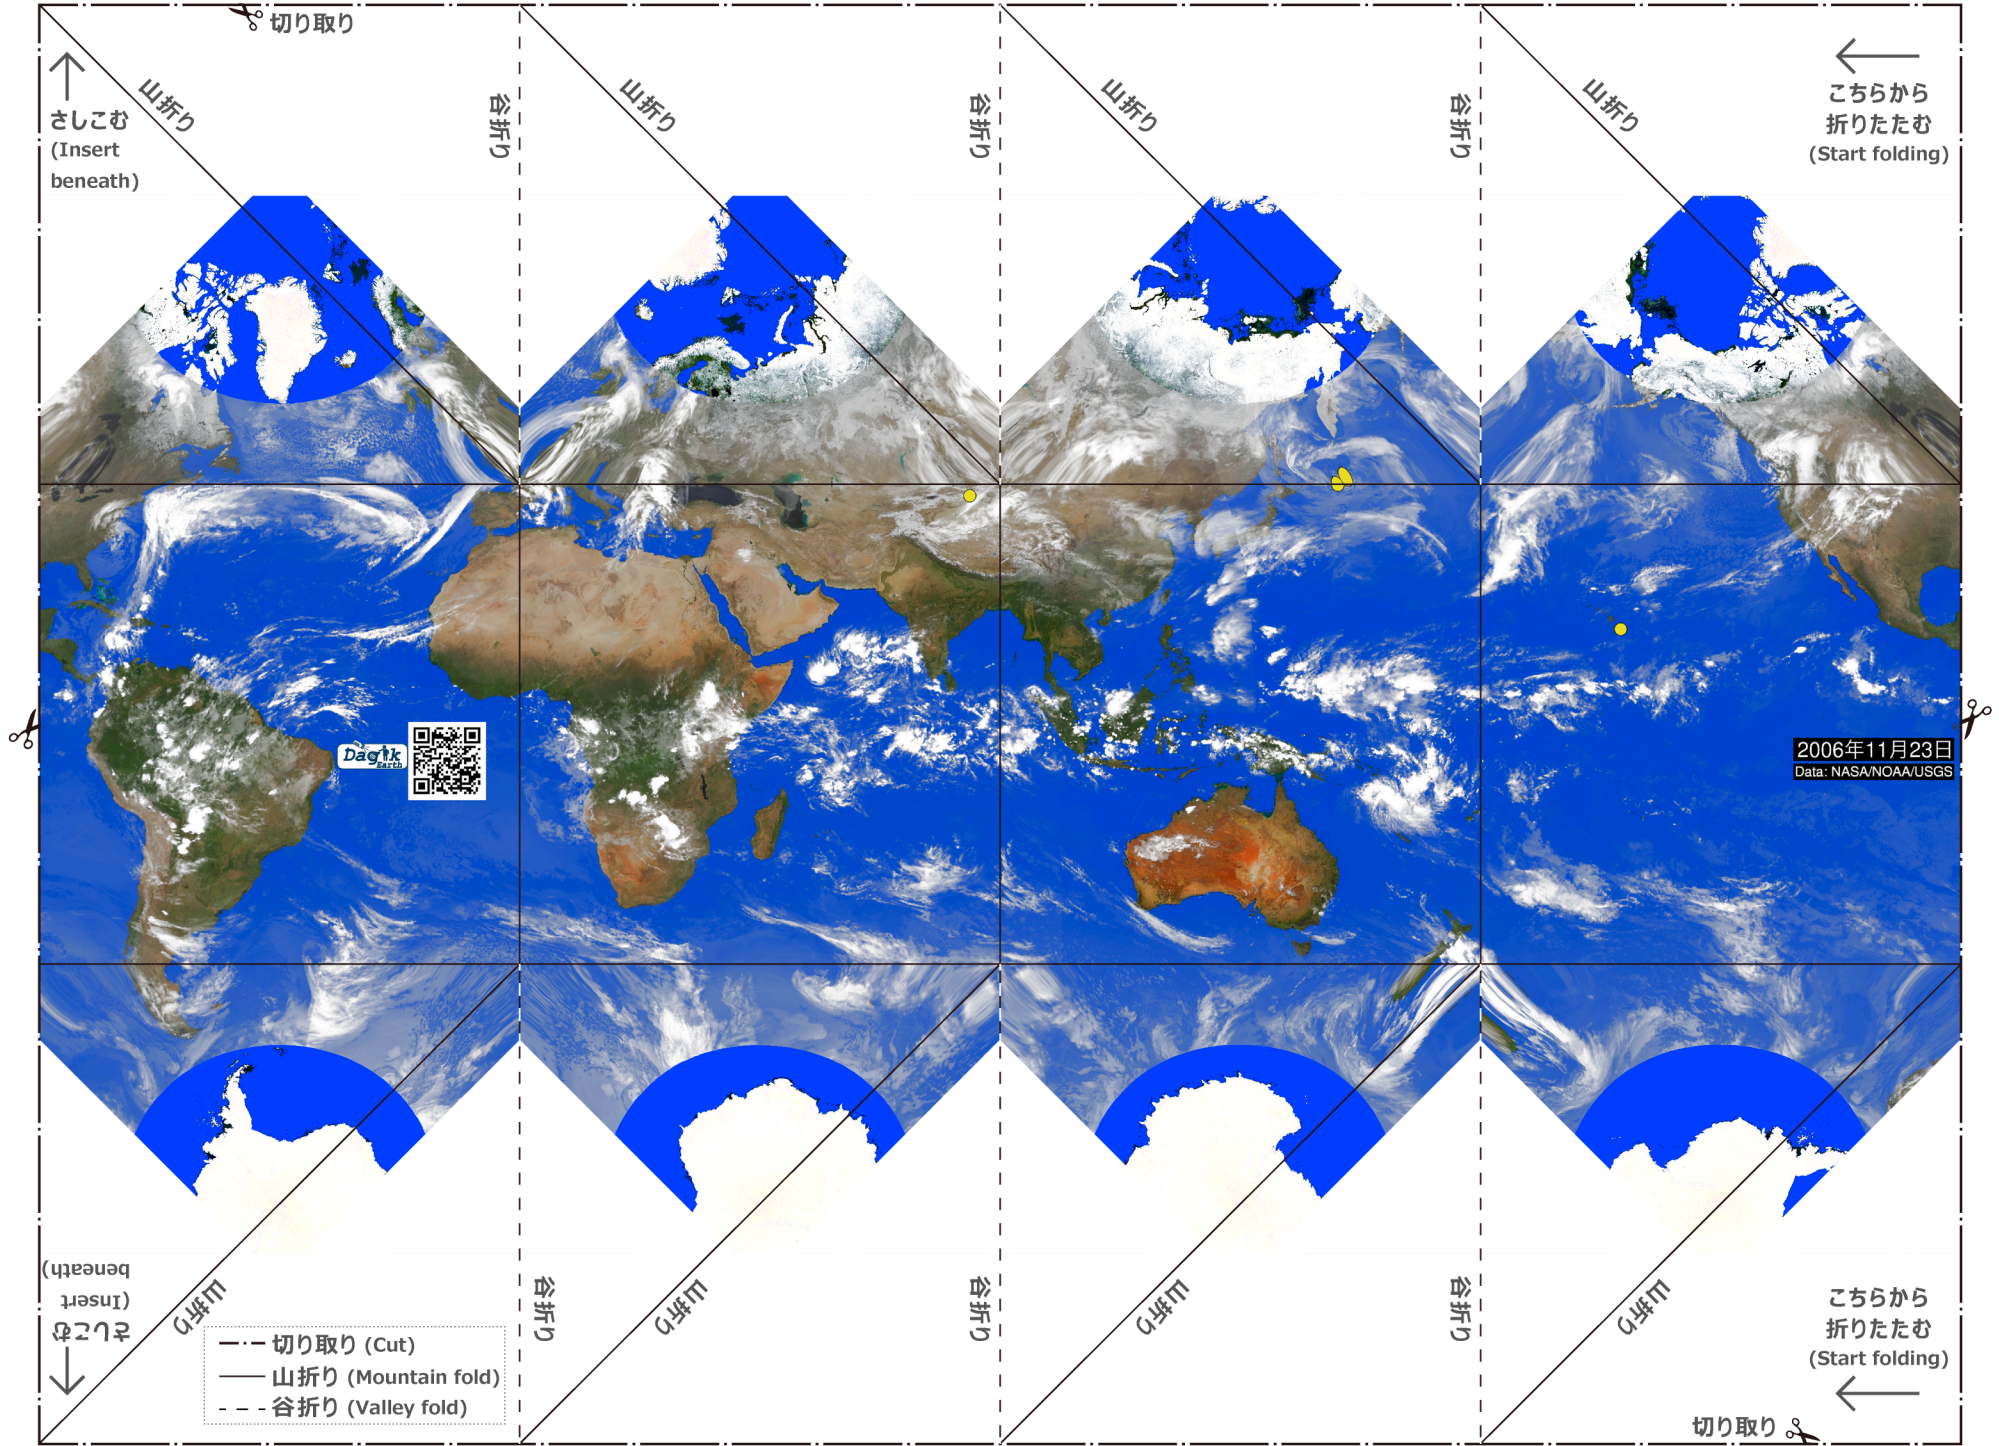 切り取り
さしこむ
(Insert
beneath)
山折り
谷折り
山折り
谷折り
山折り
谷折り
山折り
こちらから
折りたたむ
(Start folding)
Dagik
Earth
2006年11月23日
Data: NASA/NOAA/USGS
さしこむ
(Insert
beneath)
山折り
谷折り
山折り
谷折り
山折り
谷折り
山折り
こちらから
折りたたむ
(Start folding)
切り取り (Cut)
山折り (Mountain fold)
谷折り (Valley fold)
切り取り